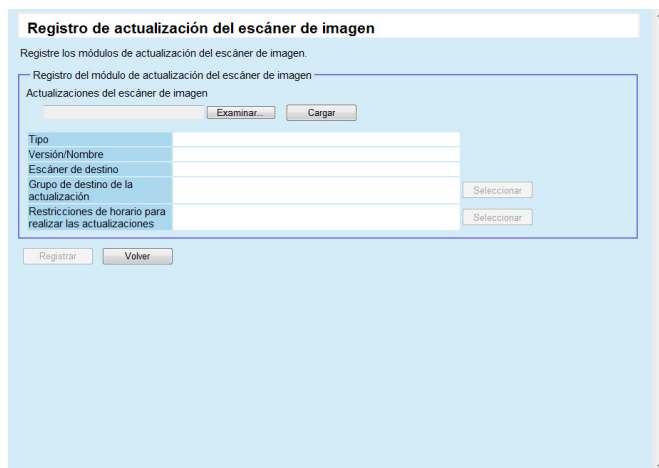 Registro de actualización del escáner de imagen
Registre los módulos de actualización del escáner de imagen.
Registro del módulo de actualización del escáner de imagen
Actualizaciones del escáner de imagen
Examinar... Cargar
Tipo
Versión/Nombre
Escáner de destino
Grupo de destino de la
actualización
Seleccionar
Restricciones de horario para
realizar las actualizaciones
Seleccionar
Registrar Volver